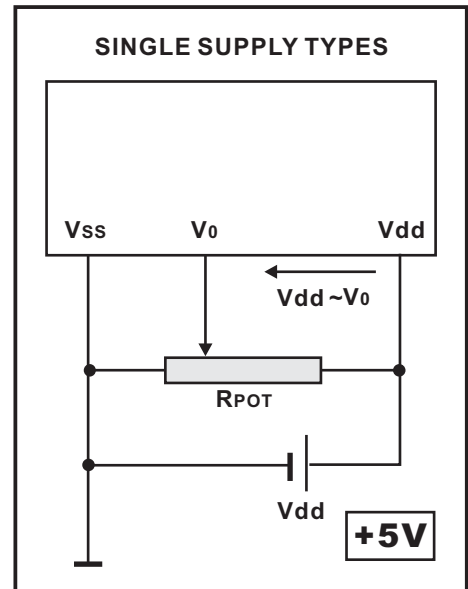 SINGLE SUPPLY TYPES
Vss V0 Vdd
Vdd ~V0
RPOT
Vdd
+5V